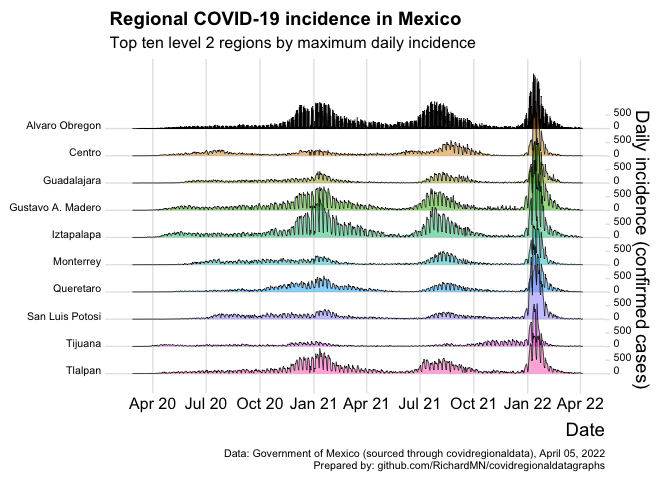 Regional COVID-19 incidence in Mexico
Top ten level 2 regions by maximum daily incidence
Alvaro Obregon
Centro
Guadalajara
Gustavo A. Madero
Iztapalapa
Monterrey
Queretaro
San Luis Potosi
Tijuana
Tlalpan
500
0
500
0
500
0
500
0
500
0
500
0
500
0
500
0
500
0
500
0
Daily incidence (confirmed cases)
Apr 20 Jul 20 Oct 20 Jan 21 Apr 21 Jul 21 Oct 21 Jan 22 Apr 22
Date
Data: Government of Mexico (sourced through covidregionaldata), April 05, 2022
Prepared by: github.com/RichardMN/covidregionaldatagraphs